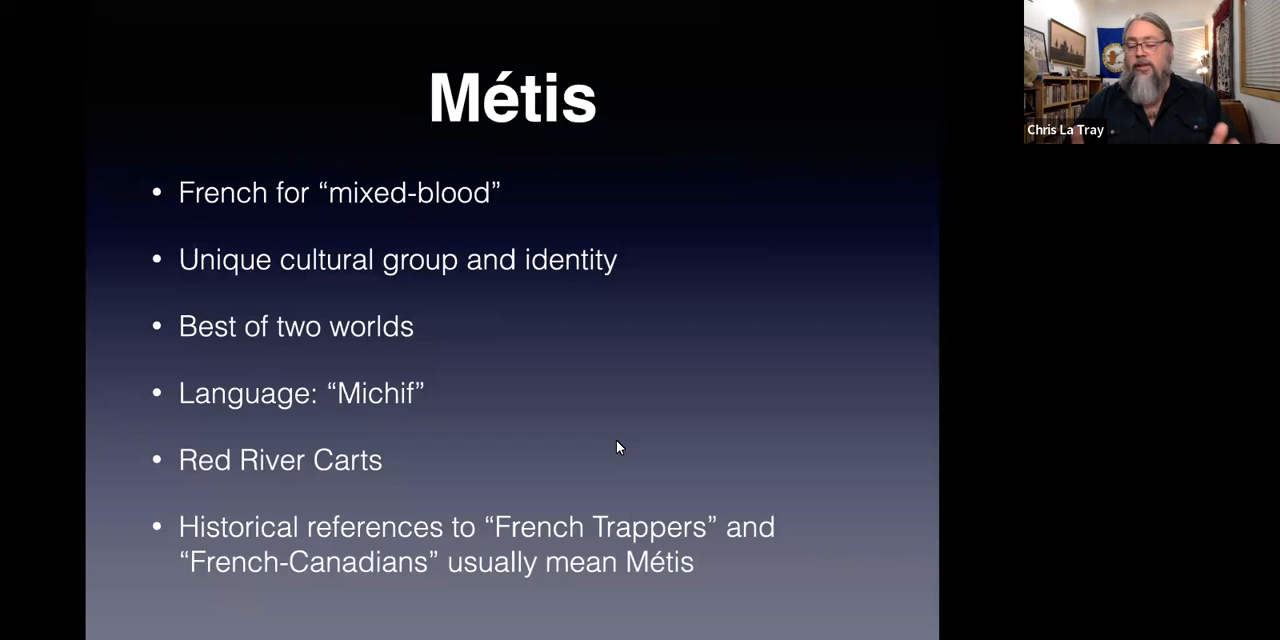 Métis
• French for “mixed-blood”
• Unique cultural group and identity
• Best of two worlds
• Language: “Michif”
• Red River Carts
• Historical references to “French Trappers” and
“French-Canadians” usually mean Métis
Chris La Tray